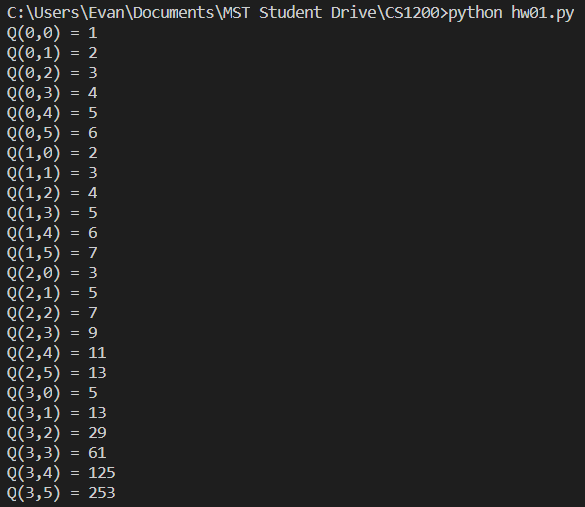 C:\Users\Evan\Documents\MST Student Drive\CS1200>python hw01.py
Q(0,0) = 1
Q(0,1) = 2
Q(0,2) = 3
Q(0,3) = 4
Q(0,4) = 5
Q(0,5) = 6
Q(1,0) = 2
Q(1,1) = 3
Q(1,2) = 4
Q(1,3) = 5
Q(1,4) = 6
Q(1,5) = 7
Q(2,0) = 3
Q(2,1) = 5
Q(2,2) = 7
Q(2,3) = 9
Q(2,4) = 11
Q(2,5) = 13
Q(3,0) = 5
Q(3,1) = 13
Q(3,2) = 29
Q(3,3) = 61
Q(3,4) = 125
Q(3,5) = 253